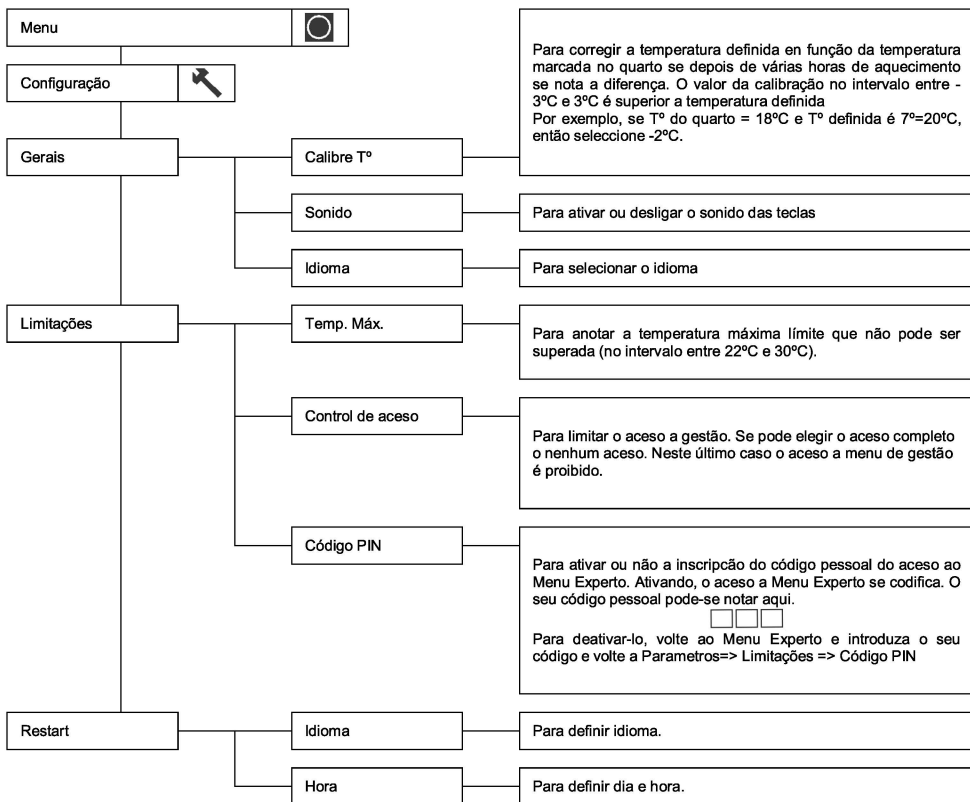 Menu
Configuração
Gerais
Calibre Tº
Para corregir a temperatura definida en função da temperatura
marcada no quarto se depois de várias horas de aquecimento
se nota a diferença. O valor da calibração no intervalo entre -
3ºC e 3ºC é superior a temperatura definida
Por exemplo, se Tº do quarto = 18ºC e Tº definida é 7º=20ºC,
então seleccione -2ºC.
Sonido
Para ativar ou desligar o sonido das teclas
Idioma
Para selecionar o idioma
Limitações
Temp. Máx.
Para anotar a temperatura máxima límite que não pode ser
superada (no intervalo entre 22ºC e 30ºC).
Control de aceso
Para limitar o aceso a gestão. Se pode elegir o aceso completo
o nenhum aceso. Neste último caso o aceso a menu de gestão
é proibido.
Código PIN
Para ativar ou não a inscripcão do código pessoal do aceso ao
Menu Experto. Ativando, o aceso a Menu Experto se codifica. O
seu código pessoal pode-se notar aqui.
Para deativar-lo, volte ao Menu Experto e introduza o seu
código e volte a Parametros=> Limitações => Código PIN
Restart
Idioma
Para definir idioma.
Hora
Para definir dia e hora.